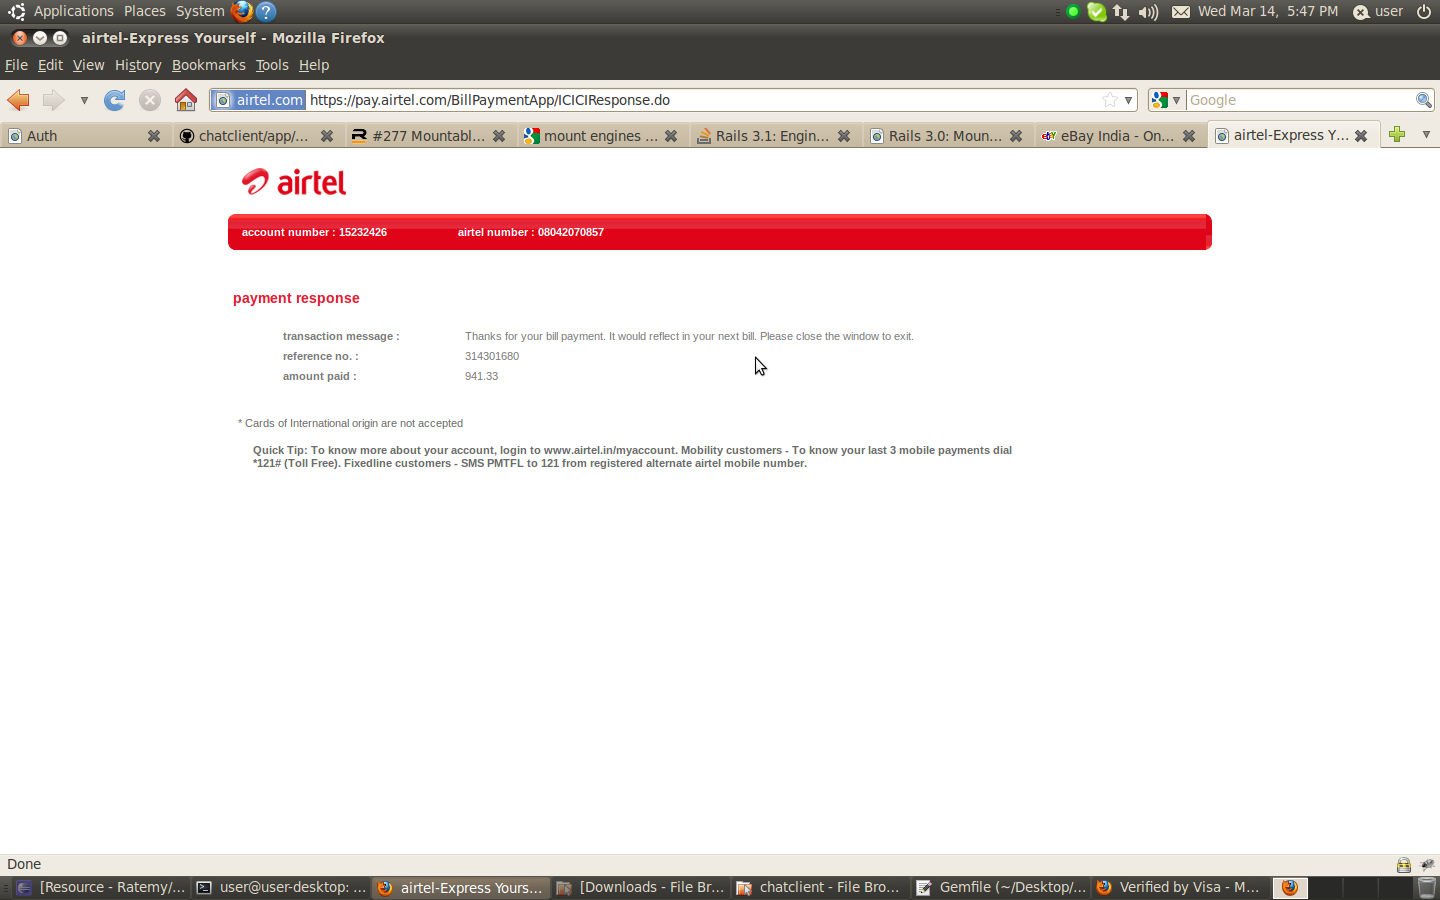 Applications Places System Wed Mar 14, 5:47 PM user
airtel-Express Yourself - Mozilla Firefox
File Edit View History Bookmarks Tools Help
airtel.com https://pay.airtel.com/BillPaymentApp/ICICIResponse.do Google
Auth chatclient/app/... #277 Mountabl... mount engines ... Rails 3.1: Engin... Rails 3.0: Moun... eBay India - On... airtel-Express Y...
airtel
account number : 15232426 airtel number : 08042070857
payment response
transaction message : Thanks for your bill payment. It would reflect in your next bill. Please close the window to exit.
reference no. : 314301680
amount paid : 941.33
* Cards of International origin are not accepted
Quick Tip: To know more about your account, login to www.airtel.in/myaccount. Mobility customers - To know your last 3 mobile payments dial
*121# (Toll Free). Fixedline customers - SMS PMTFL to 121 from registered alternate airtel mobile number.
Done
[Resource - Ratemy/... user@user-desktop: ... airtel-Express Yours... [Downloads - File Br... chatclient - File Bro... Gemfile (~/Desktop/... Verified by Visa - M...